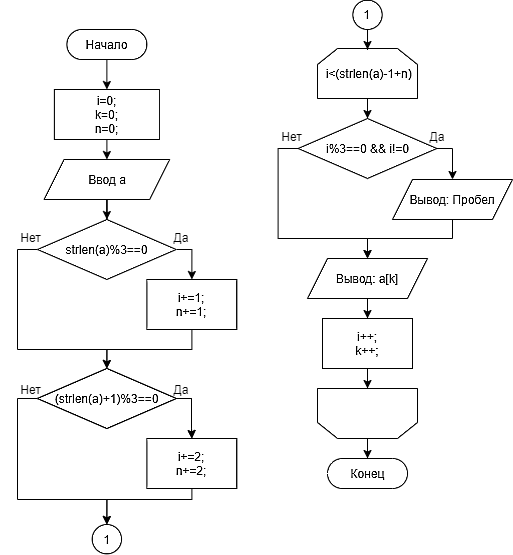 Начало
i=0;
k=0;
n=0;
Ввод a
Нет
Да
strlen(a)%3==0
i+=1;
n+=1;
Нет
Да
(strlen(a)+1)%3==0
i+=2;
n+=2;
1
1
i<(strlen(a)-1+n)
Нет
Да
i%3==0 && i!=0
Вывод: Пробел
Вывод: a[k]
i++;
k++;
Конец